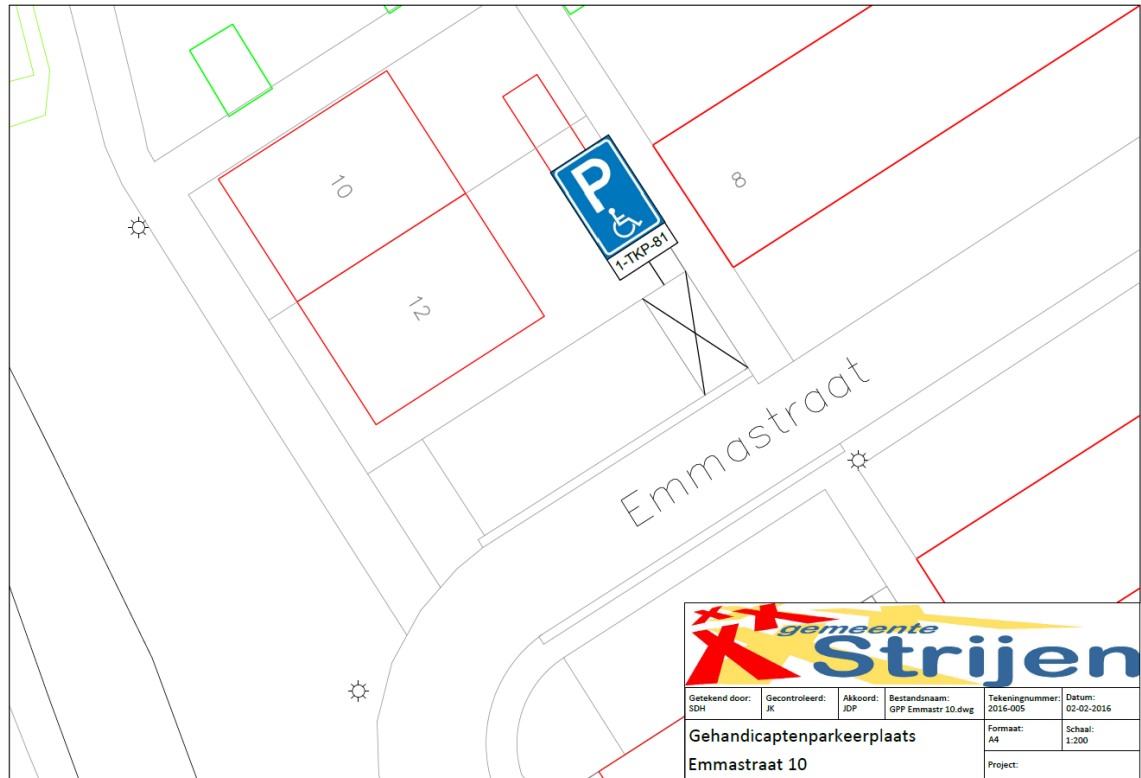 10
8
P
1-TKP-81
12
Emmastraat
gemeente
Strijen
Getekend door:
SDH
Gecontroleerd:
JK
Akkoord:
JDP
Bestandsnaam:
GPP Emmastr 10.dwg
Tekeningnummer:
2016-005
Datum:
02-02-2016
Gehandicaptenparkeerplaats
Emmastraat 10
Formaat:
A4
Schaal:
1:200
Project: